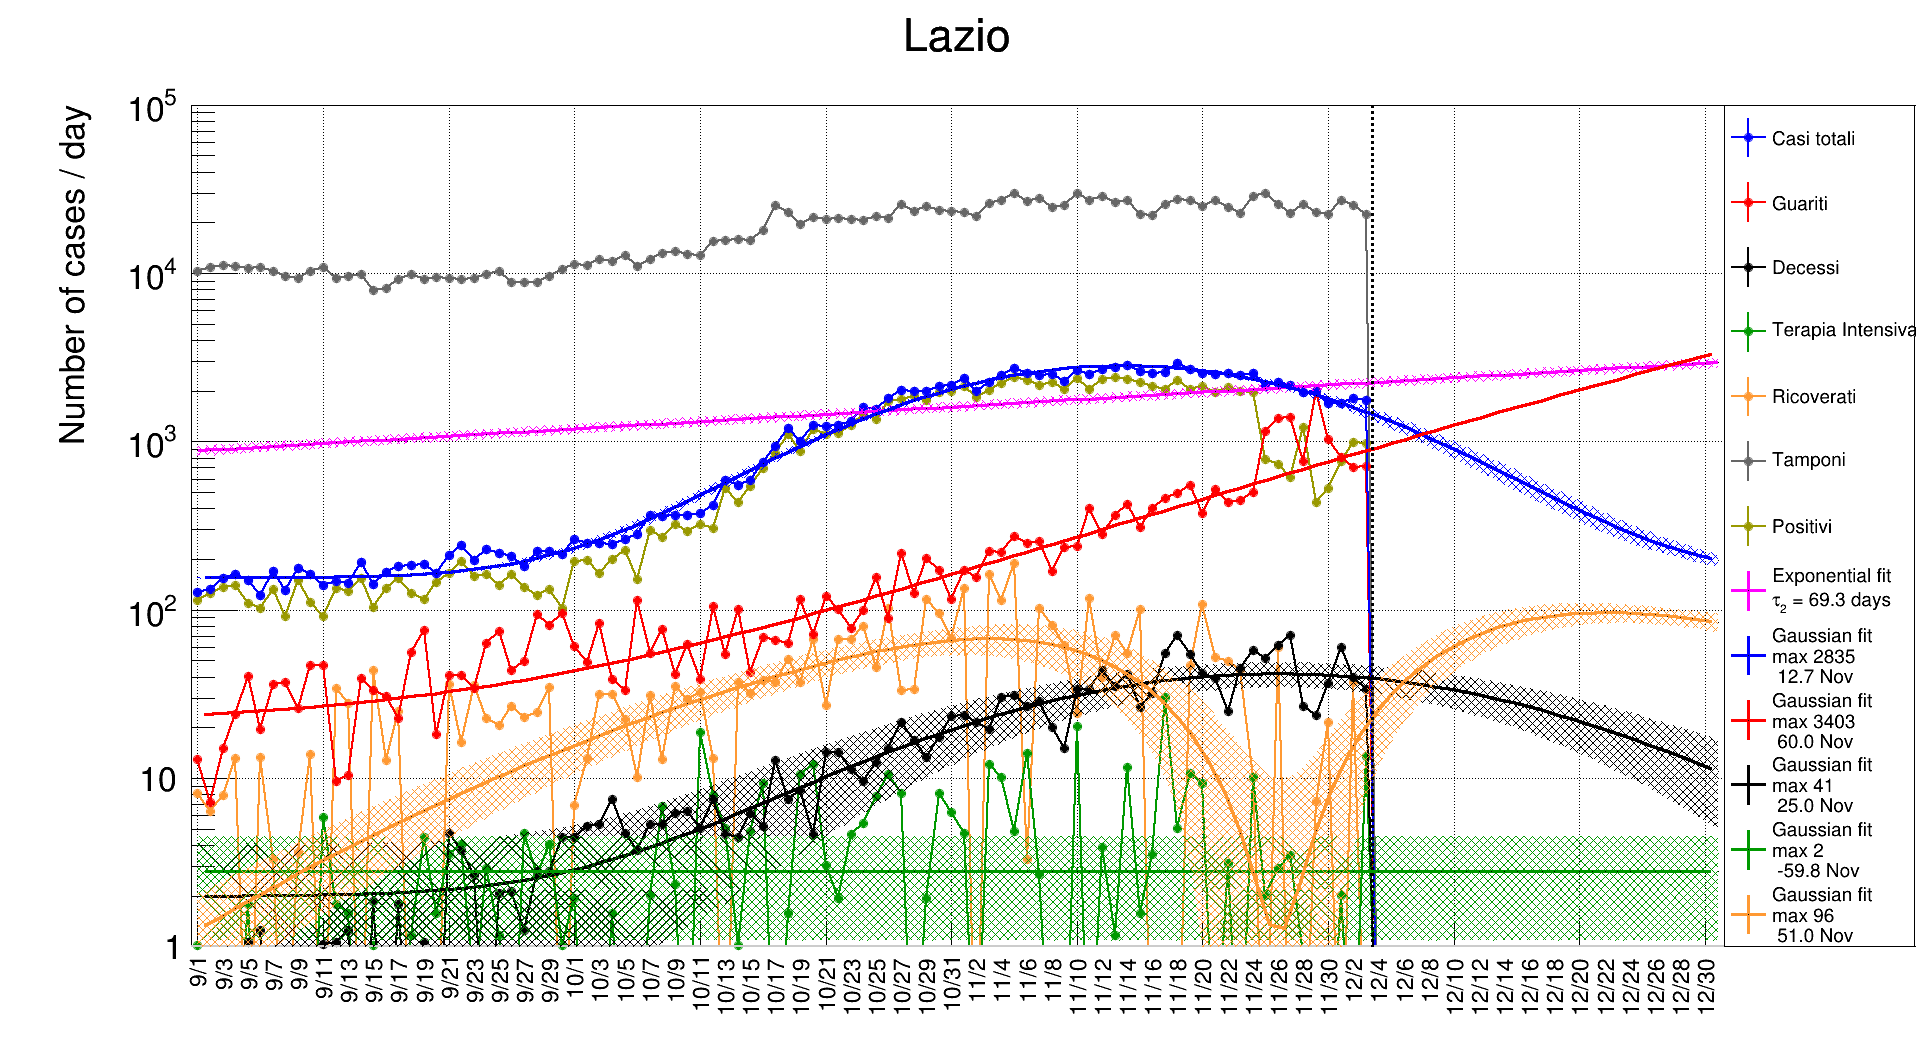 Lazio
Number of cases / day
10^5
10^4
10^3
10^2
10
1
9/1
9/3
9/5
9/7
9/9
9/11
9/13
9/15
9/17
9/19
9/21
9/23
9/25
9/27
9/29
10/1
10/3
10/5
10/7
10/9
10/11
10/13
10/15
10/17
10/19
10/21
10/23
10/25
10/27
10/29
10/31
11/2
11/4
11/6
11/8
11/10
11/12
11/14
11/16
11/18
11/20
11/22
11/24
11/26
11/28
11/30
12/2
12/4
12/6
12/8
12/10
12/12
12/14
12/16
12/18
12/20
12/22
12/24
12/26
12/28
12/30
Casi totali
Guariti
Decessi
Terapia Intensiva
Ricoverati
Tamponi
Positivi
Exponential fit
τ_2 = 69.3 days
Gaussian fit
max 2835
12.7 Nov
Gaussian fit
max 3403
60.0 Nov
Gaussian fit
max 41
25.0 Nov
Gaussian fit
max 2
-59.8 Nov
Gaussian fit
max 96
51.0 Nov